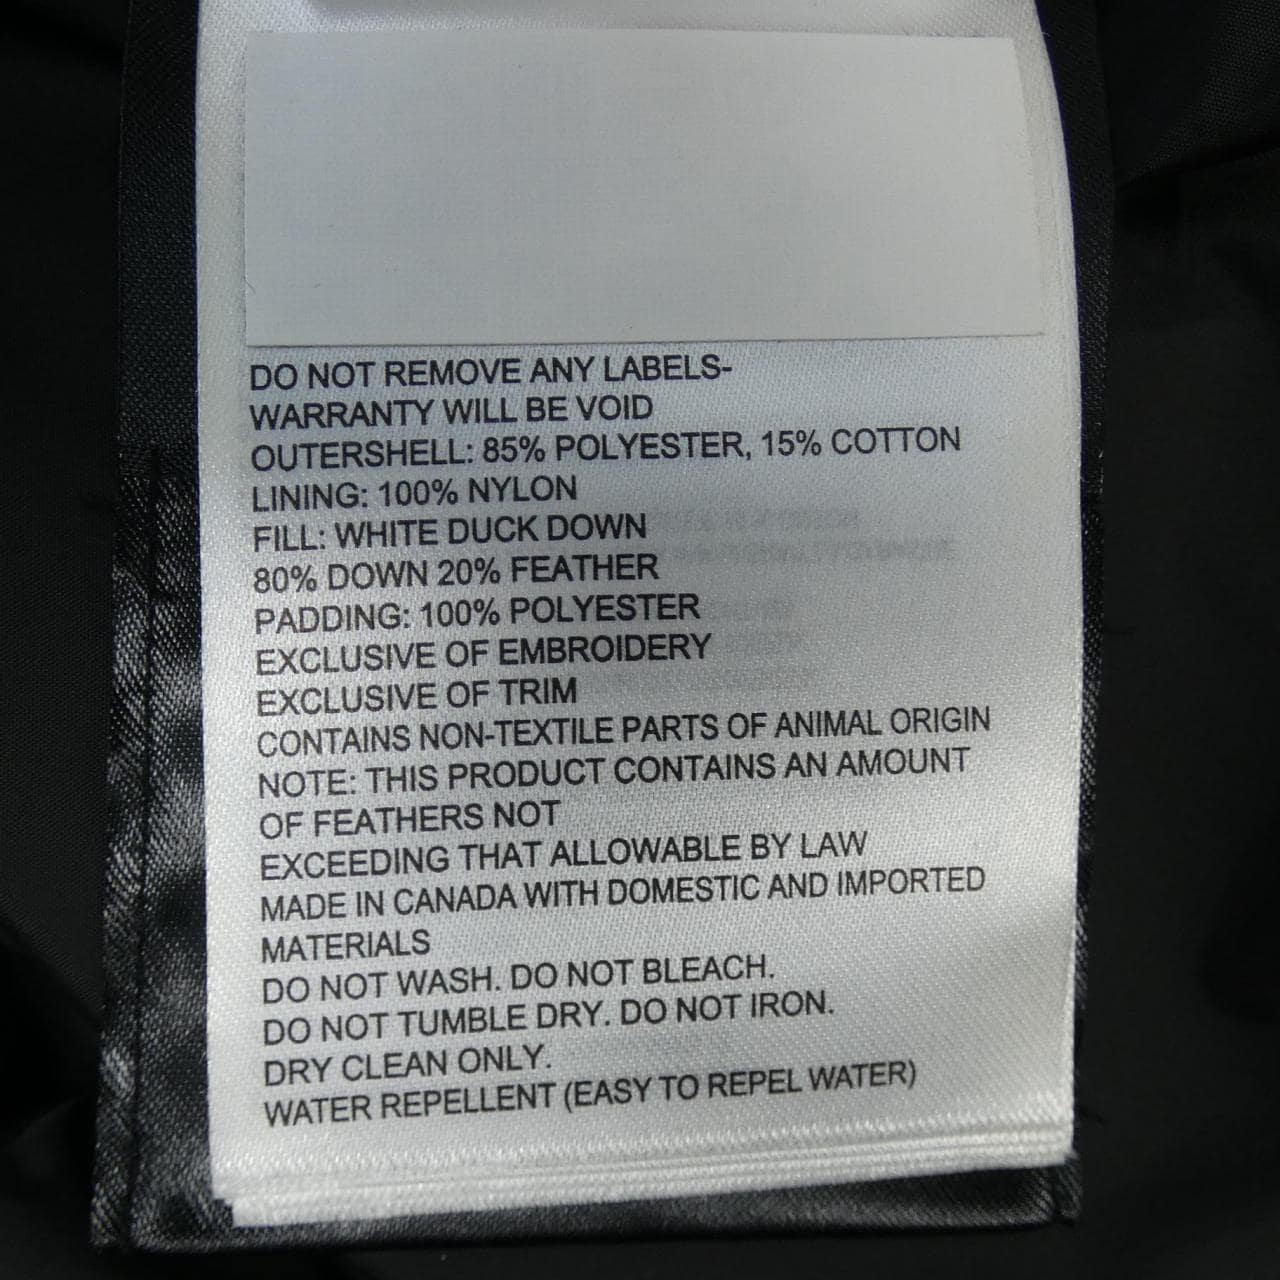 DO NOT REMOVE ANY LABELS-
WARRANTY WILL BE VOID
OUTERSHELL: 85% POLYESTER, 15% COTTON
LINING: 100% NYLON
FILL: WHITE DUCK DOWN
80% DOWN 20% FEATHER
PADDING: 100% POLYESTER
EXCLUSIVE OF EMBROIDERY
EXCLUSIVE OF TRIM
CONTAINS NON-TEXTILE PARTS OF ANIMAL ORIGIN
NOTE: THIS PRODUCT CONTAINS AN AMOUNT
OF FEATHERS NOT
EXCEEDING THAT ALLOWABLE BY LAW
MADE IN CANADA WITH DOMESTIC AND IMPORTED
MATERIALS
DO NOT WASH. DO NOT BLEACH.
DO NOT TUMBLE DRY. DO NOT IRON.
DRY CLEAN ONLY.
WATER REPELLENT (EASY TO REPEL WATER)